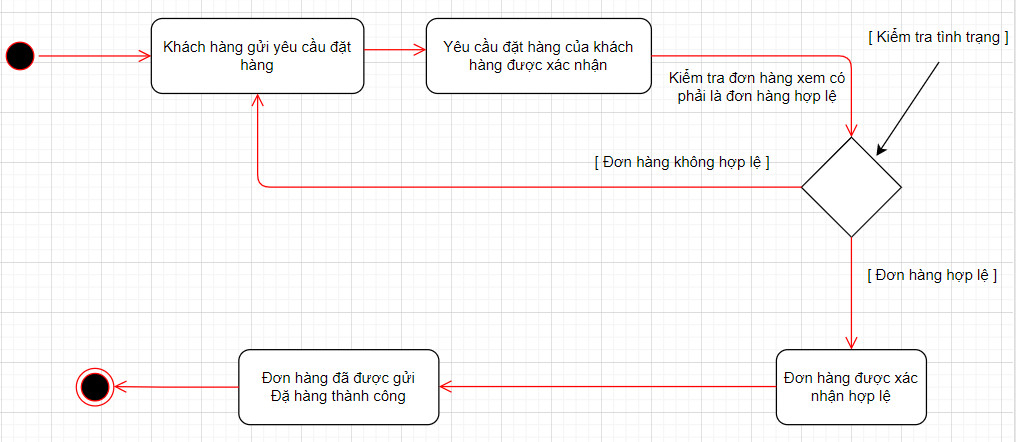 Khách hàng gửi yêu cầu đặt
hàng
Yêu cầu đặt hàng của khách
hàng được xác nhận
[ Kiểm tra tình trạng ]
Kiểm tra đơn hàng xem có
phải là đơn hàng hợp lệ
[ Đơn hàng không hợp lệ ]
[ Đơn hàng hợp lệ ]
Đơn hàng đã được gửi
Đặ hàng thành công
Đơn hàng được xác
nhận hợp lệ